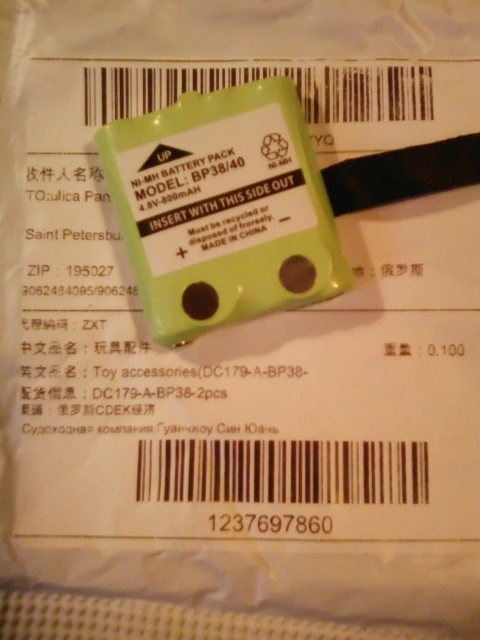 YQ
收件人名称
TO:ulica Pan
Saint Petersbu
ZIP : 195027
: 俄罗斯
9062464095/906246
UP
NI-MH BATTERY PACK
MODEL: BP38/40
4.8V-800mAH
NI-MH
INSERT WITH THIS SIDE OUT
Must be recycled or
disposed of froresly.
MADE IN CHINA
+ −
代理编码 : ZXT
中文品名 : 玩具配件
重量 : 0.100
英文品名 : Toy accessories(DC179-A-BP38-
配货信息 : DC179-A-BP38-2pcs
渠道 : 俄罗斯CDEK经济
Судоходная компания:Гуанчжоу Син Юань
1237697860